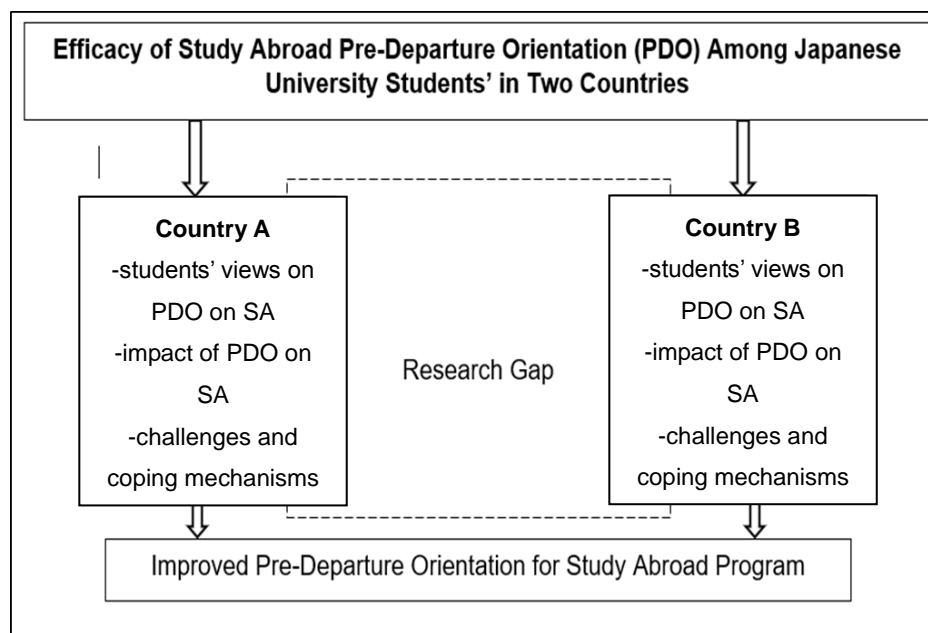 Efficacy of Study Abroad Pre-Departure Orientation (PDO) Among Japanese
University Students’ in Two Countries
Country A
-students’ views on
PDO on SA
-impact of PDO on
SA
-challenges and
coping mechanisms
Research Gap
Country B
-students’ views on
PDO on SA
-impact of PDO on
SA
-challenges and
coping mechanisms
Improved Pre-Departure Orientation for Study Abroad Program